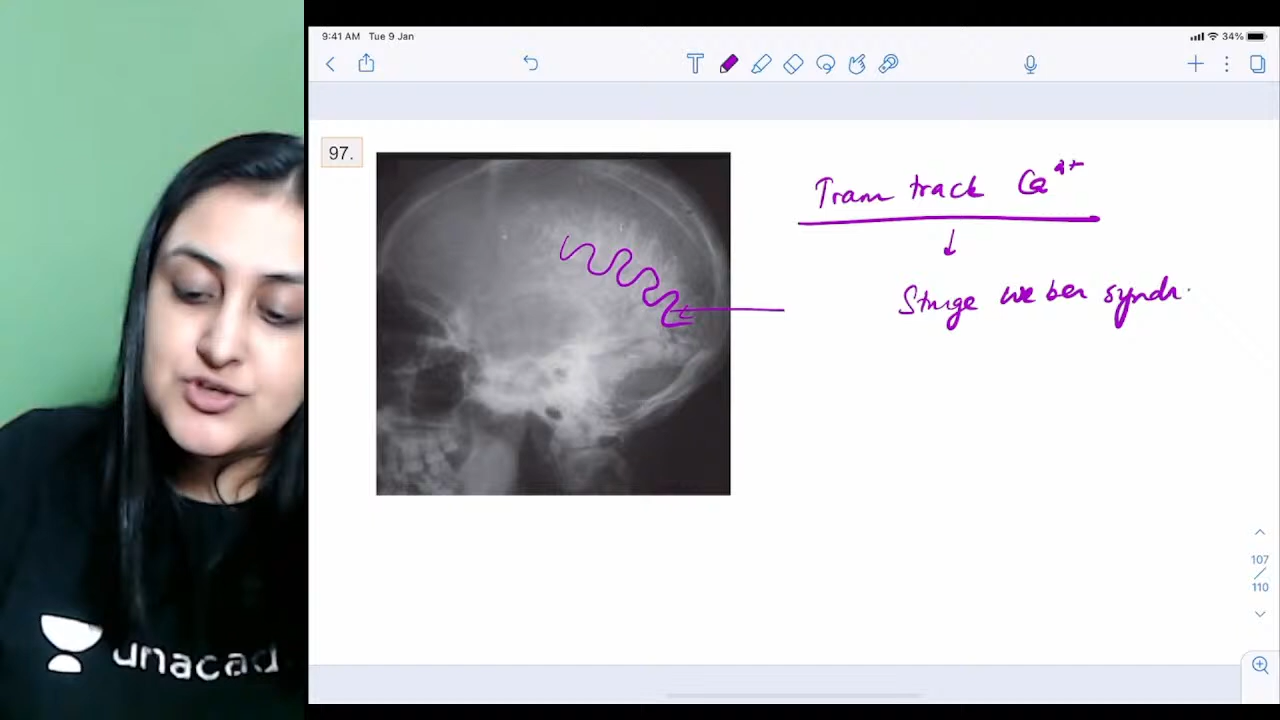 9:41 AM Tue 9 Jan
34%
T
97.
Tram track Ca²⁺
↓
Sturge weber syndr.
107
/
110
unacad